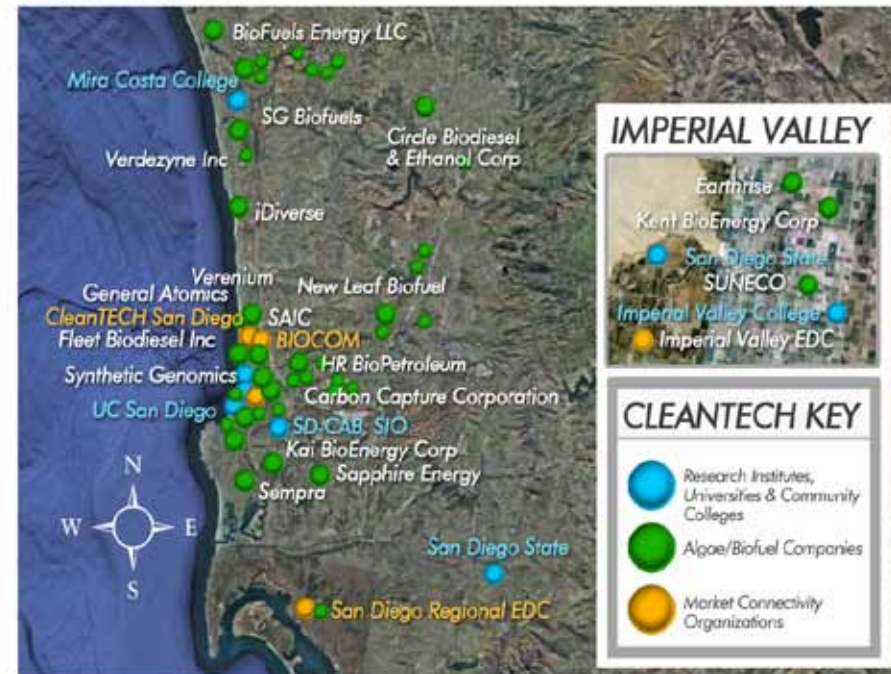 BioFuels Energy LLC
Mira Costa College
SG Biofuels
Circle Biodiesel
& Ethanol Corp
Verdezyne Inc
iDiverse
Verenium
General Atomics
New Leaf Biofuel
CleanTECH San Diego
SAIC
Fleet Biodiesel Inc
BIOCOM
HR BioPetroleum
Synthetic Genomics
Carbon Capture Corporation
UC San Diego
SD-CAB, SIO
Kai BioEnergy Corp
Sapphire Energy
Sempra
N
W
E
S
San Diego State
San Diego Regional EDC
IMPERIAL VALLEY
Earthrise
Kent BioEnergy Corp
San Diego State
SUNECO
Imperial Valley College
Imperial Valley EDC
CLEANTECH KEY
Research Institutes,
Universities & Community
Colleges
Algae/Biofuel Companies
Market Connectivity
Organizations